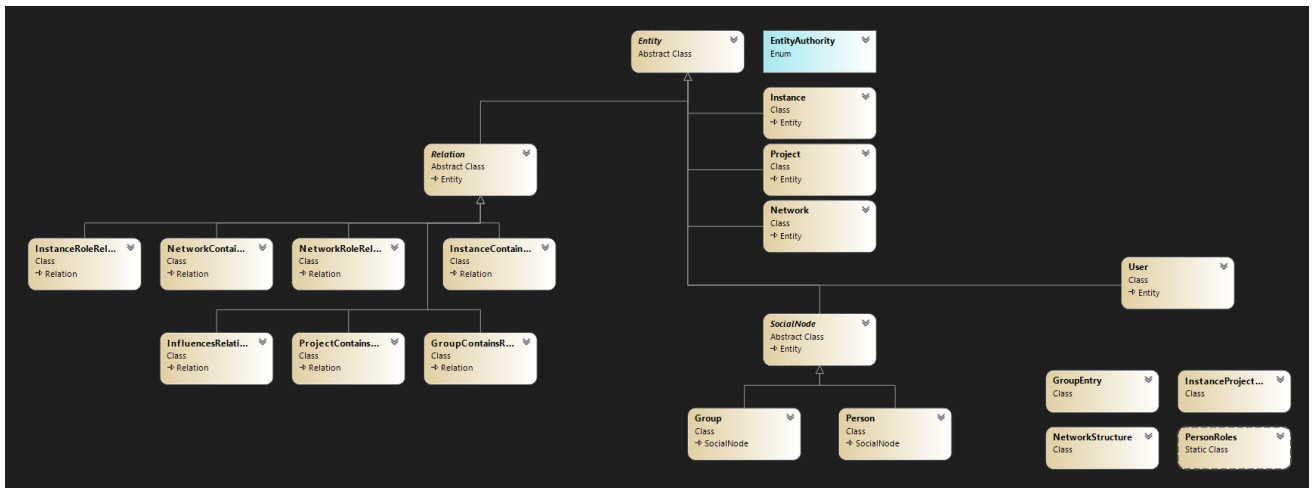 Entity
Abstract Class
EntityAuthority
Enum
Instance
Class
Entity
Project
Class
Entity
Network
Class
Entity
Relation
Abstract Class
Entity
InstanceRoleRel...
Class
Relation
NetworkContai...
Class
Relation
NetworkRoleRel...
Class
Relation
InstanceContain...
Class
Relation
InfluencesRelati...
Class
Relation
ProjectContains...
Class
Relation
GroupContainsR...
Class
Relation
User
Class
Entity
SocialNode
Abstract Class
Entity
Group
Class
SocialNode
Person
Class
SocialNode
GroupEntry
Class
InstanceProject...
Class
NetworkStructure
Class
PersonRoles
Static Class